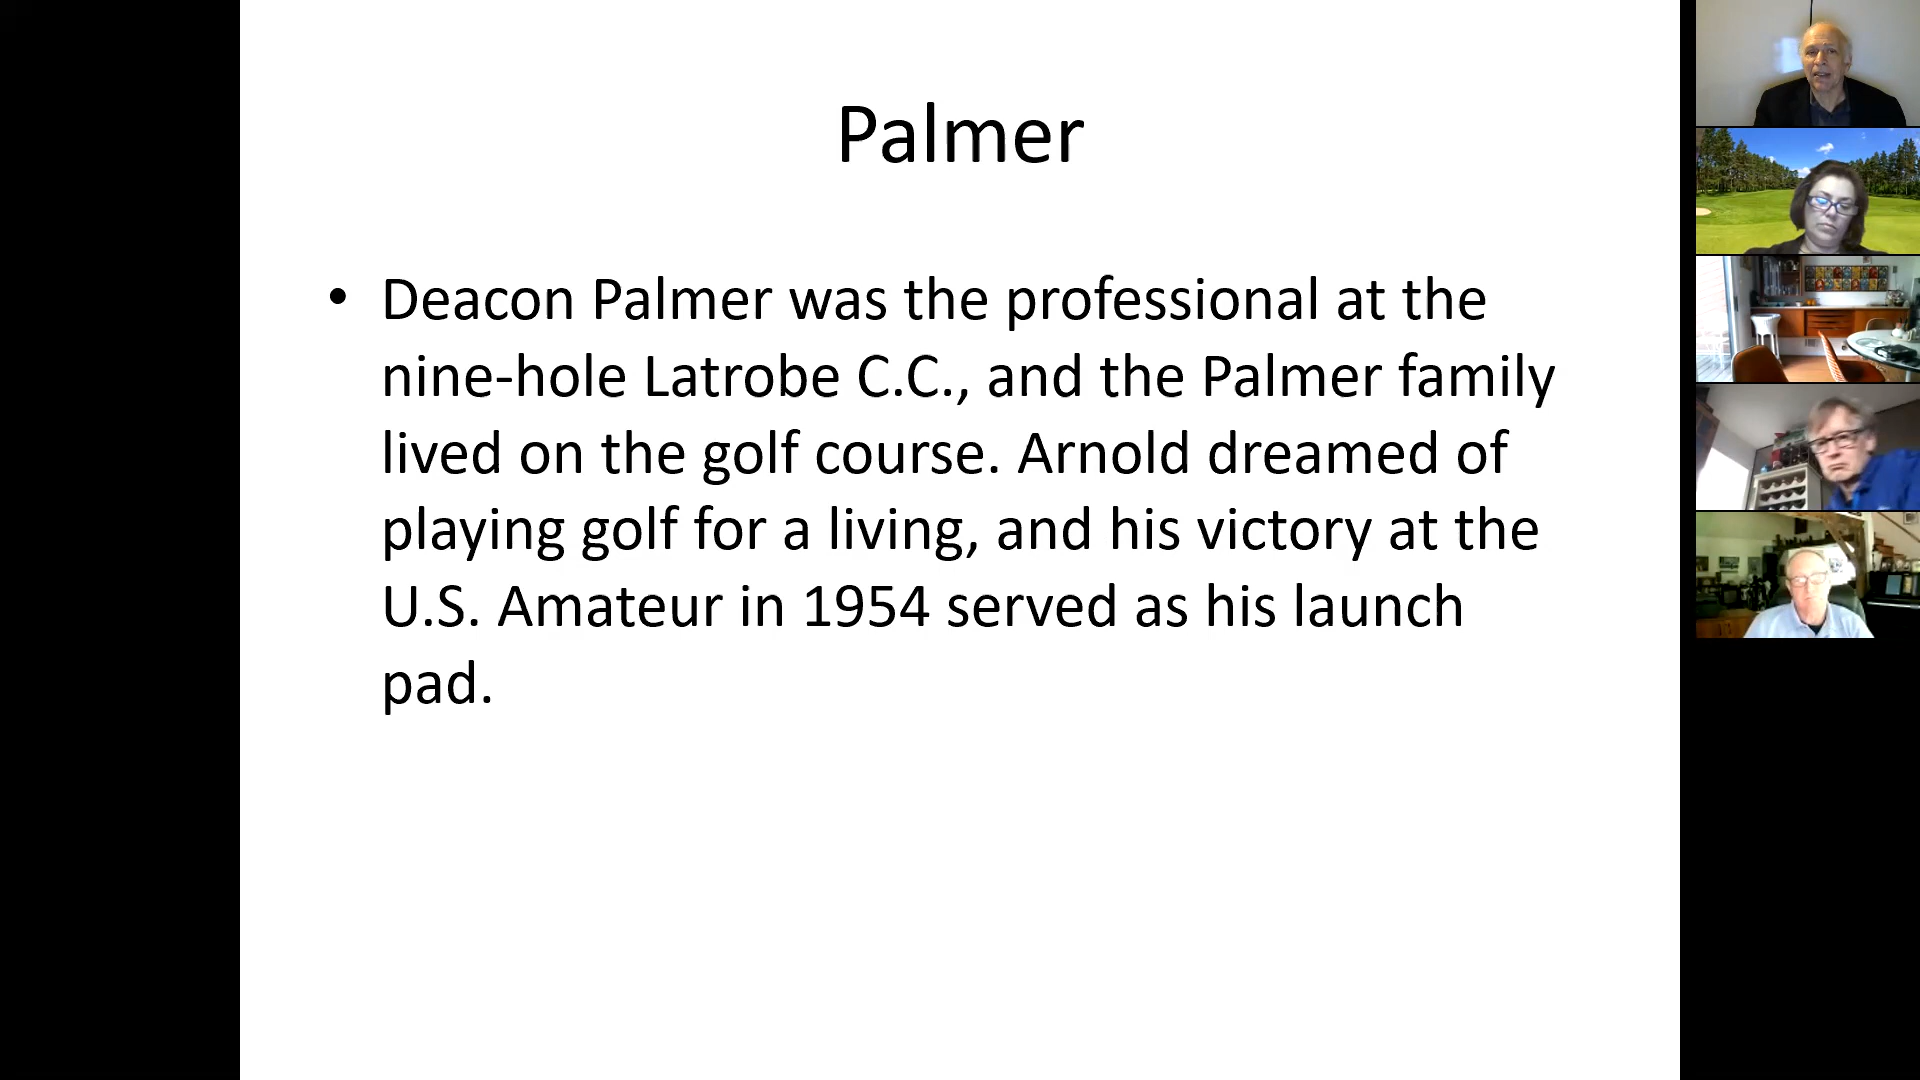 Palmer
• Deacon Palmer was the professional at the
nine-hole Latrobe C.C., and the Palmer family
lived on the golf course. Arnold dreamed of
playing golf for a living, and his victory at the
U.S. Amateur in 1954 served as his launch
pad.